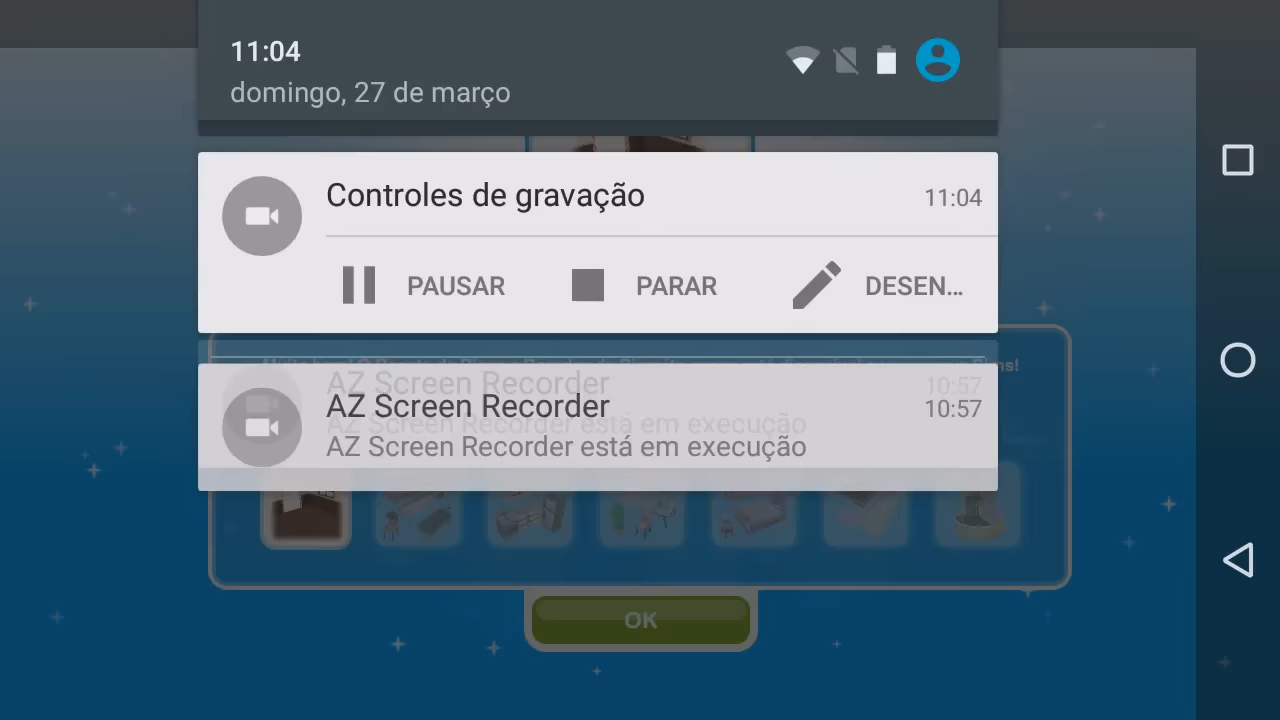 11:04
domingo, 27 de março
Controles de gravação 11:04
PAUSAR PARAR DESEN…
AZ Screen Recorder 10:57
AZ Screen Recorder está em execução
AZ Screen Recorder 10:57
AZ Screen Recorder está em execução
OK